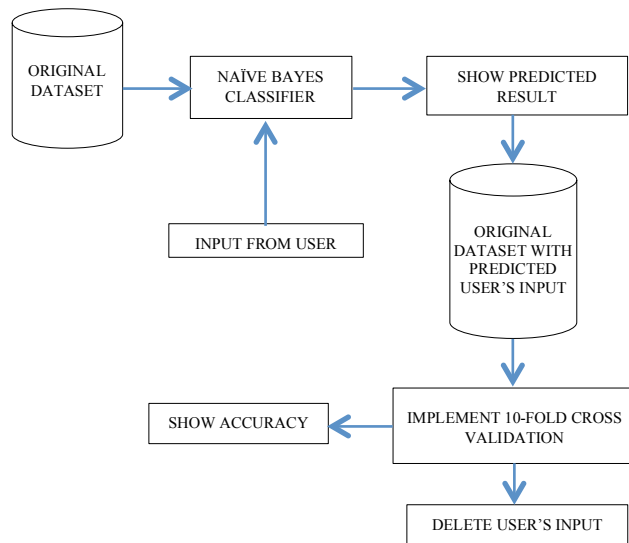 ORIGINAL
DATASET
NAÏVE BAYES
CLASSIFIER
SHOW PREDICTED
RESULT
INPUT FROM USER
ORIGINAL
DATASET WITH
PREDICTED
USER’S INPUT
SHOW ACCURACY
IMPLEMENT 10-FOLD CROSS
VALIDATION
DELETE USER’S INPUT